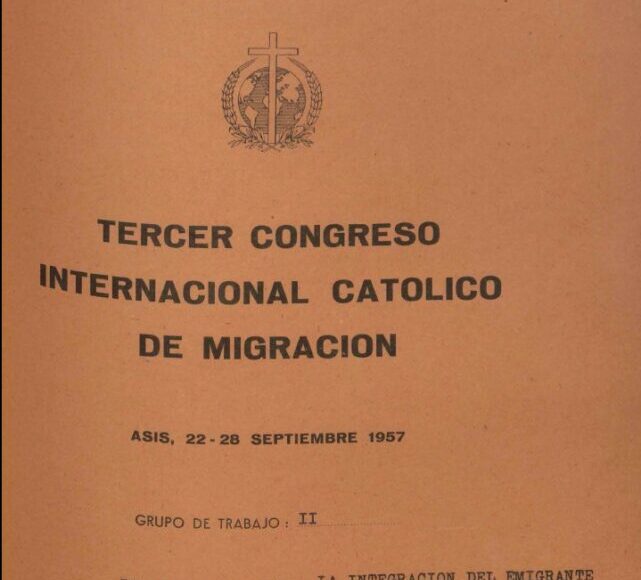 TERCER CONGRESO
INTERNACIONAL CATOLICO
DE MIGRACION
ASIS, 22-28 SEPTIEMBRE 1957
GRUPO DE TRABAJO: II
LA INTEGRACION DEL EMIGRANTE